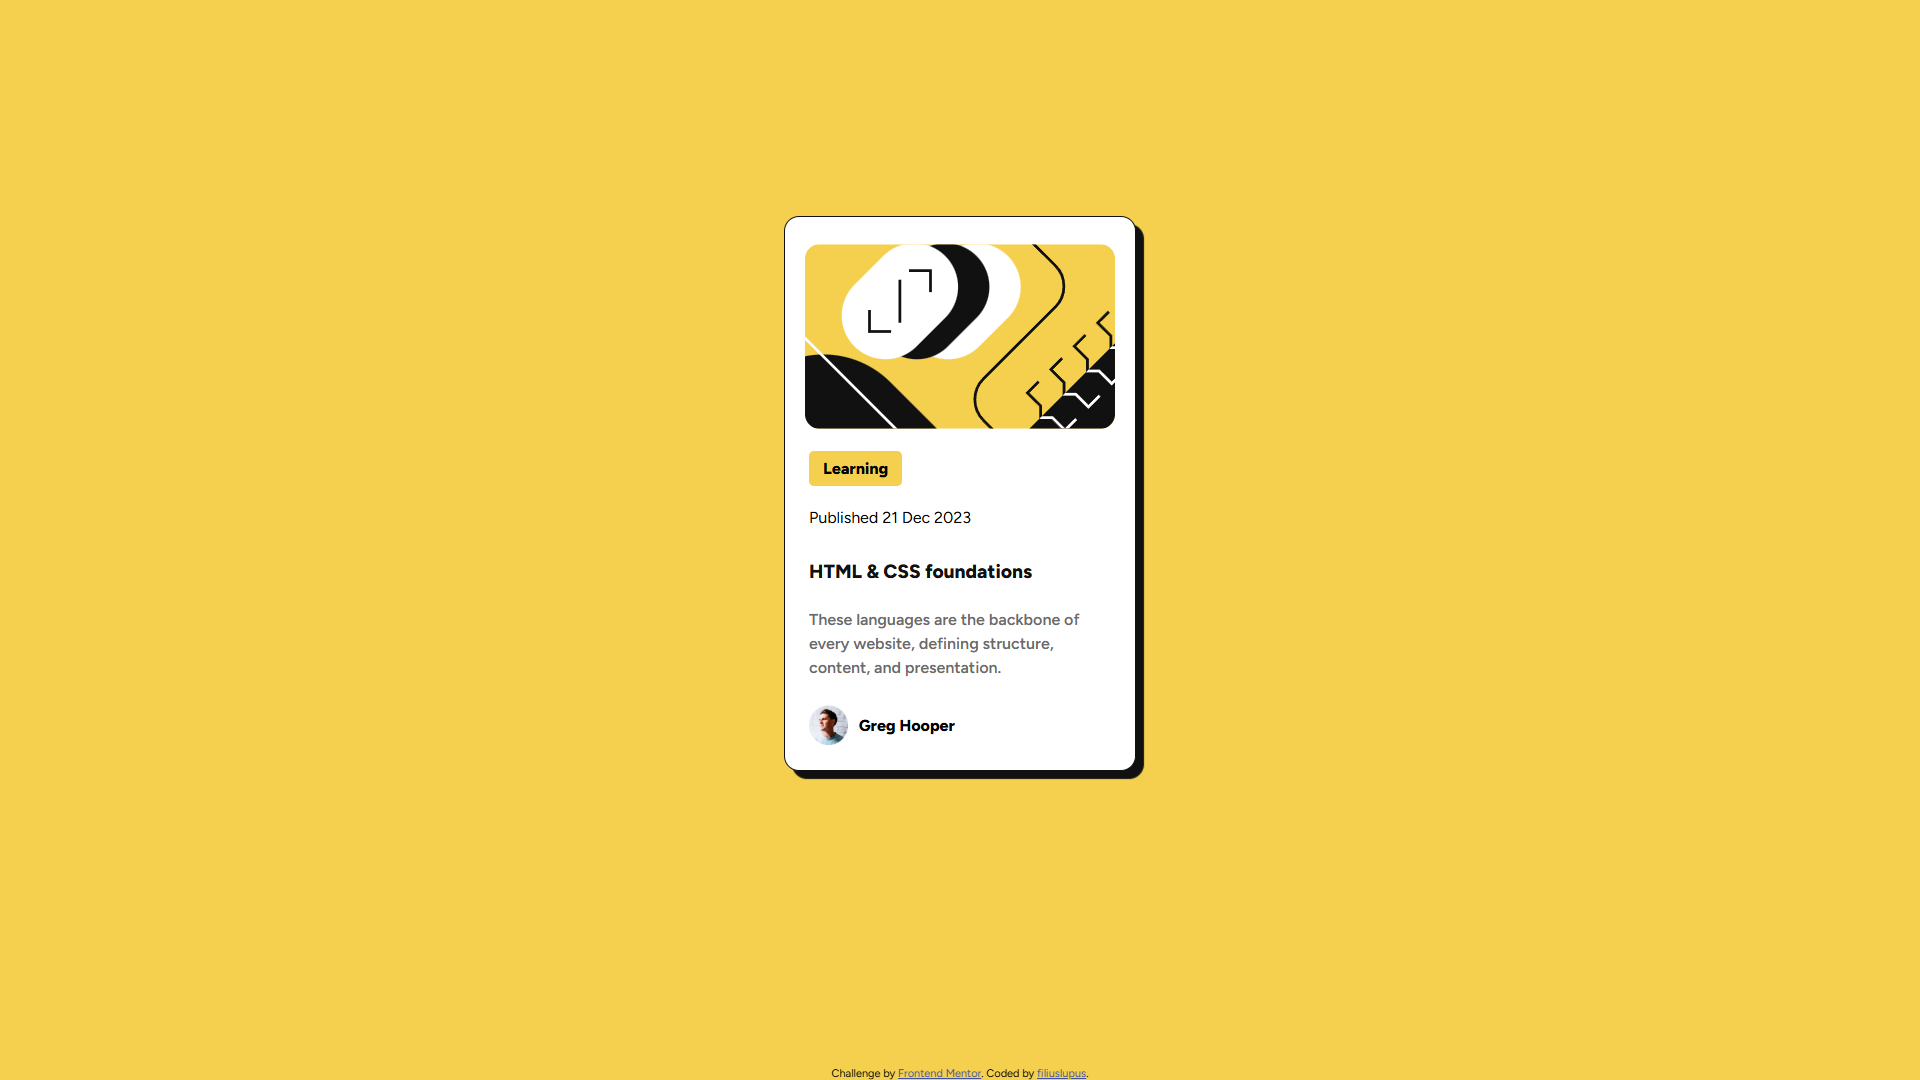 Learning
Published 21 Dec 2023
HTML & CSS foundations
These languages are the backbone of
every website, defining structure,
content, and presentation.
Greg Hooper
Challenge by Frontend Mentor. Coded by filiuslupus.